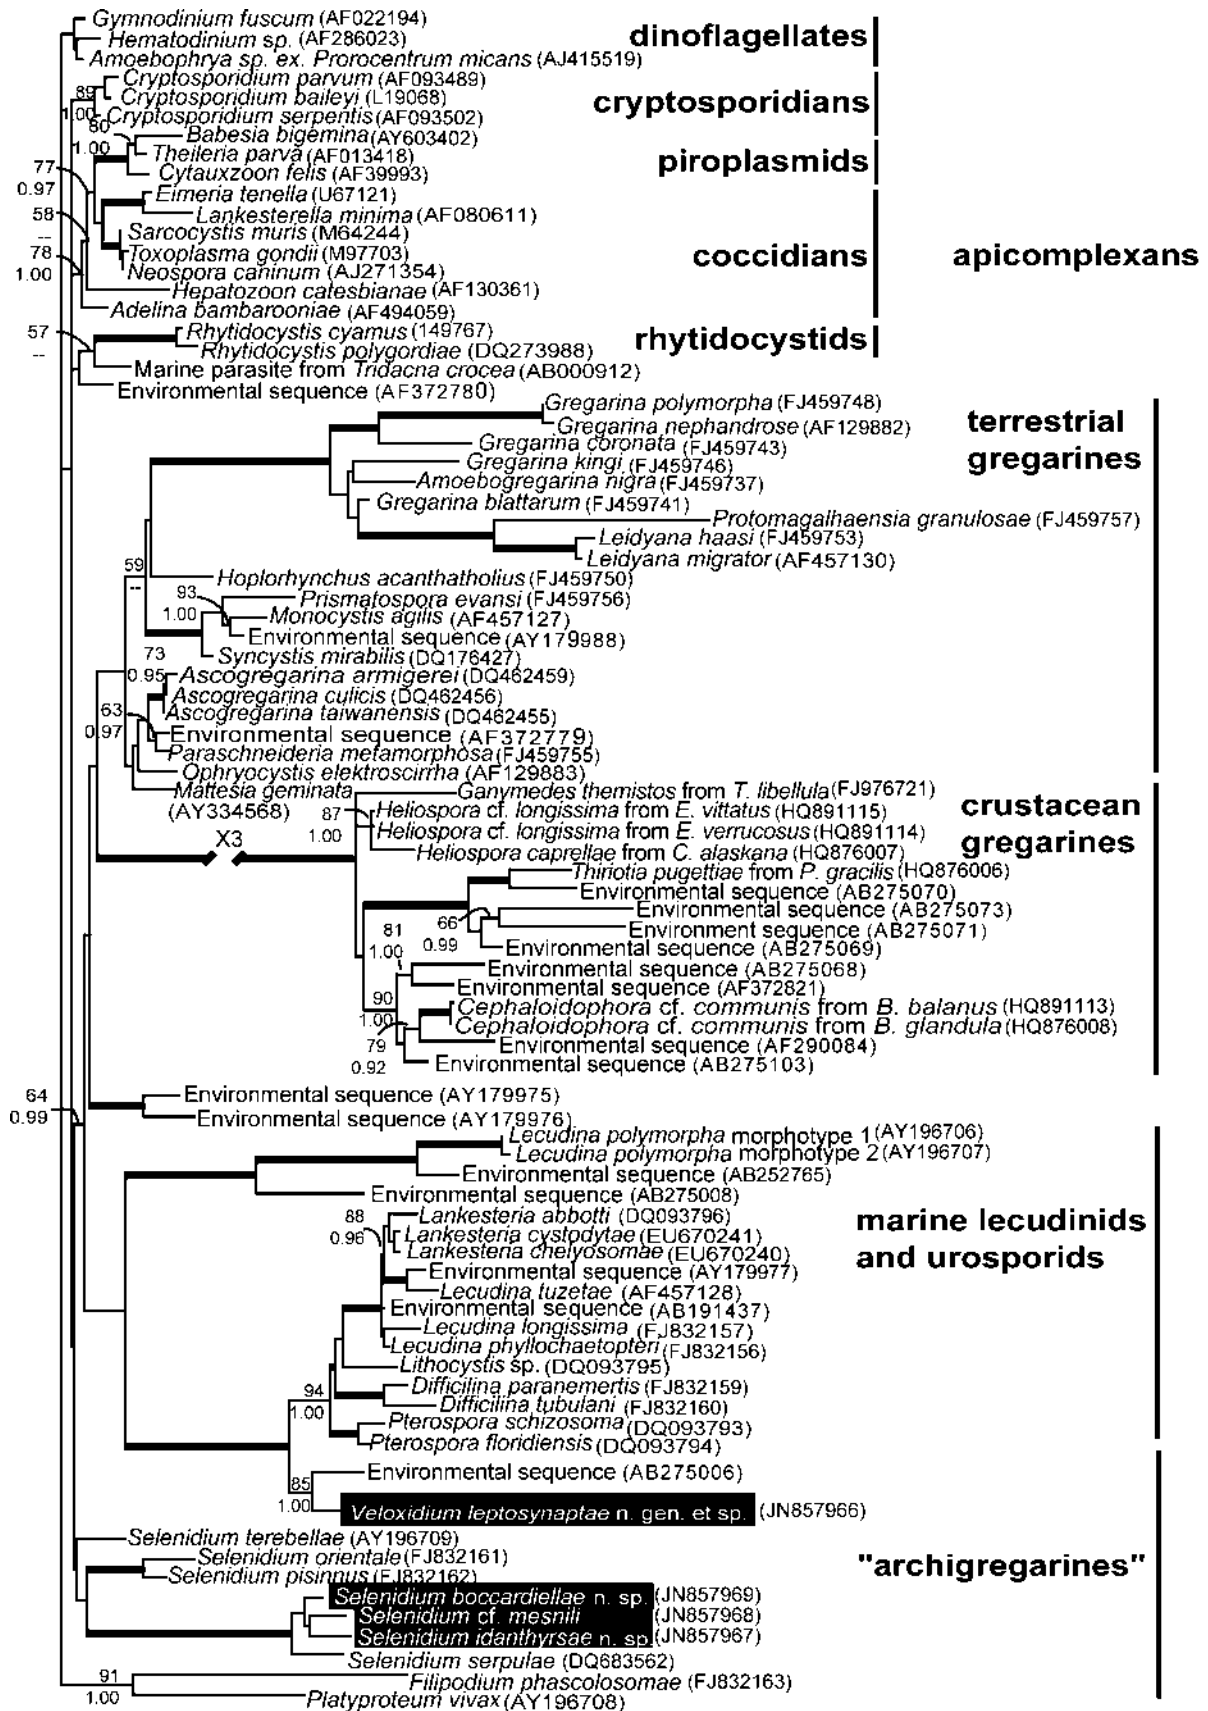 Gymnodinium fuscum (AF022194)
Hematodinium sp. (AF286023)
dinoflagellates
Amoebophrya sp. ex. Prorocentrum micans (AJ415519)
Cryptosporidium parvum (AF093489)
89
Cryptosporidium baileyi (L19068)
cryptosporidians
1.00
Cryptosporidium serpentis (AF093502)
80
Babesia bigemina (AY603402)
1.00
Theileria parva (AF013418)
piroplasmids
77
Cytauxzoon felis (AF39993)
0.97
Eimeria tenella (U67121)
58
Lankesterella minima (AF080611)
--
Sarcocystis muris (M64244)
78
Toxoplasma gondii (M97703)
coccidians
apicomplexans
1.00
Neospora caninum (AJ271354)
Hepatozoon catesbianae (AF130361)
Adelina bambarooniae (AF494059)
57
Rhytidocystis cyamus (149767)
rhytidocystids
--
Rhytidocystis polygordiae (DQ273988)
Marine parasite from Tridacna crocea (AB000912)
Environmental sequence (AF372780)
Gregarina polymorpha (FJ459748)
terrestrial
gregarines
Gregarina nephandrose (AF129882)
Gregarina coronata (FJ459743)
Gregarina kingi (FJ459746)
Amoebogregarina nigra (FJ459737)
Gregarina blattarum (FJ459741)
Protomagalhaensia granulosae (FJ459757)
Leidyana haasi (FJ459753)
Leidyana migrator (AF457130)
59
--
Hoplorhynchus acanthatholius (FJ459750)
93
Prismatospora evansi (FJ459756)
1.00
Monocystis agilis (AF457127)
Environmental sequence (AY179988)
73
Syncystis mirabilis (DQ176427)
0.95
Ascogregarina armigerei (DQ462459)
Ascogregarina culicis (DQ462456)
63
Ascogregarina taiwanensis (DQ462455)
0.97
Environmental sequence (AF372779)
Paraschneideria metamorphosa (FJ459755)
Ophryocystis elektroscirrha (AF129883)
Mattesia geminata
(AY334568)
Ganymedes themistos from T. libellula (FJ976721)
crustacean
gregarines
87
Heliospora cf. longissima from E. vittatus (HQ891115)
1.00
Heliospora cf. longissima from E. verrucosus (HQ891114)
X3
Heliospora caprellae from C. alaskana (HQ876007)
Thiriotia pugettiae from P. gracilis (HQ876006)
Environmental sequence (AB275070)
Environmental sequence (AB275073)
66
Environment sequence (AB275071)
0.99
Environmental sequence (AB275069)
81
1.00
Environmental sequence (AB275068)
Environmental sequence (AF372821)
90
1.00
Cephaloidophora cf. communis from B. balanus (HQ891113)
Cephaloidophora cf. communis from B. glandula (HQ876008)
79
Environmental sequence (AF290084)
0.92
Environmental sequence (AB275103)
64
0.99
Environmental sequence (AY179975)
Environmental sequence (AY179976)
Lecudina polymorpha morphotype 1 (AY196706)
Lecudina polymorpha morphotype 2 (AY196707)
Environmental sequence (AB252765)
Environmental sequence (AB275008)
marine lecudinids
and urosporids
88
Lankesteria abbotti (DQ093796)
0.96
Lankesteria cystodytae (EU670241)
Lankesteria chelyosomae (EU670240)
Environmental sequence (AY179977)
Lecudina tuzetae (AF457128)
Environmental sequence (AB191437)
Lecudina longissima (FJ832157)
Lecudina phyllochaetopteri (FJ832156)
Lithocystis sp. (DQ093795)
94
Difficilina paranemertis (FJ832159)
1.00
Difficilina tubulani (FJ832160)
Pterospora schizosoma (DQ093793)
Pterospora floridiensis (DQ093794)
Environmental sequence (AB275006)
85
1.00
Veloxidium leptosynaptae n. gen. et sp. (JN857966)
Selenidium terebellae (AY196709)
Selenidium orientale (FJ832161)
"archigregarines"
Selenidium pisinnus (FJ832162)
Selenidium boccardiellae n. sp. (JN857969)
Selenidium cf. mesnili (JN857968)
Selenidium idanthyrsae n. sp. (JN857967)
Selenidium serpulae (DQ683562)
91
Filipodium phascolosomae (FJ832163)
1.00
Platyproteum vivax (AY196708)